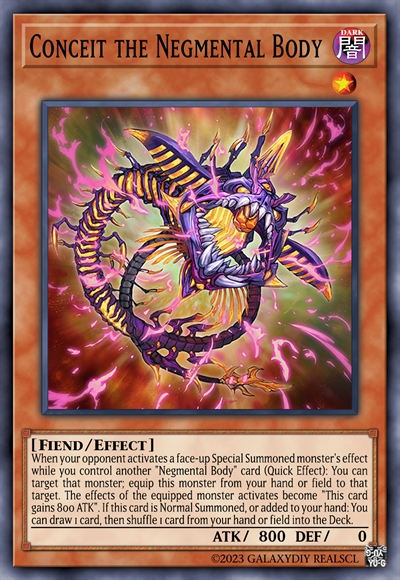 Conceit the Negmental Body
DARK
闇
[Fiend/Effect]
When your opponent activates a face-up Special Summoned monster's effect
while you control another "Negmental Body" card (Quick Effect): You can
target that monster; equip this monster from your hand or field to that
target. The effects of the equipped monster activates become "This card
gains 800 ATK". If this card is Normal Summoned, or added to your hand: You
can draw 1 card, then shuffle 1 card from your hand or field into the Deck.
ATK/ 800 DEF/ 0
©2023 GALAXYDIY REALSCL